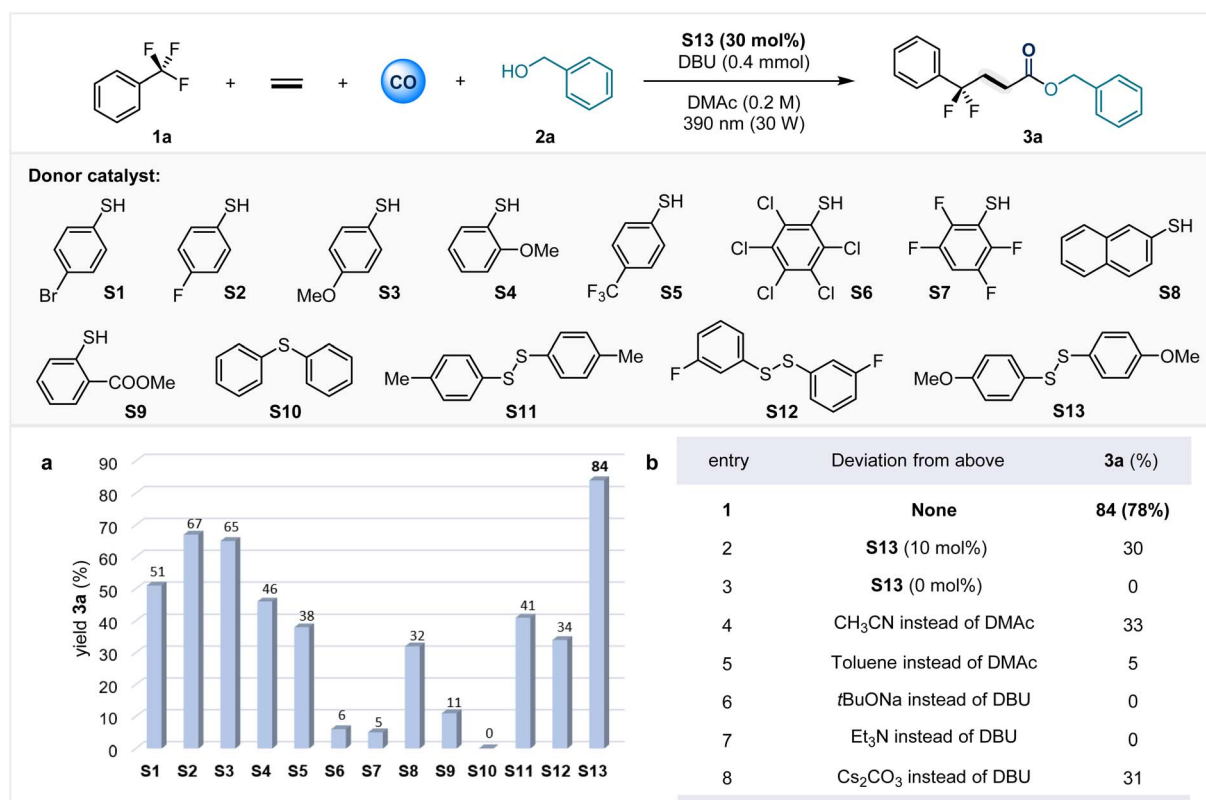 F F
F
1a
+
+
CO
+
HO
2a
S13 (30 mol%)
DBU (0.4 mmol)
DMAc (0.2 M)
390 nm (30 W)
O
O
F F
3a
Donor catalyst:
SH
Br
S1
SH
F
S2
SH
MeO
S3
SH
OMe
S4
SH
F3C
S5
Cl SH
Cl Cl
Cl Cl
S6
F SH
F F
F
S7
SH
S8
SH
COOMe
S9
S
S10
Me S S Me
S11
F S S F
S12
MeO S S OMe
S13
a
yield 3a (%)
90
80
70
60
50
40
30
20
10
0
51 67 65 46 38 6 5 32 11 0 41 34 84
S1 S2 S3 S4 S5 S6 S7 S8 S9 S10 S11 S12 S13
b
entry Deviation from above 3a (%)
1 None 84 (78%)
2 S13 (10 mol%) 30
3 S13 (0 mol%) 0
4 CH3CN instead of DMAc 33
5 Toluene instead of DMAc 5
6 tBuONa instead of DBU 0
7 Et3N instead of DBU 0
8 Cs2CO3 instead of DBU 31